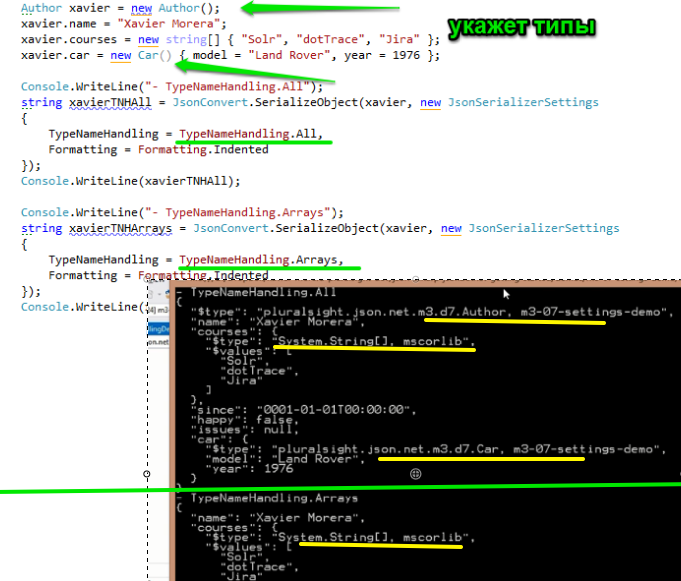 Author xavier = new Author();
xavier.name = "Xavier Morera";
xavier.courses = new string[] { "Solr", "dotTrace", "Jira" };
xavier.car = new Car() { model = "Land Rover", year = 1976 };
укажет типы
Console.WriteLine("- TypeNameHandling.All");
string xavierTNHAll = JsonConvert.SerializeObject(xavier, new JsonSerializerSettings
{
TypeNameHandling = TypeNameHandling.All,
Formatting = Formatting.Indented
});
Console.WriteLine(xavierTNHAll);
Console.WriteLine("- TypeNameHandling.Arrays");
string xavierTNHArrays = JsonConvert.SerializeObject(xavier, new JsonSerializerSettings
{
TypeNameHandling = TypeNameHandling.Arrays,
Formatting = Formatting.Indented
});
Console.WriteLine(
- TypeNameHandling.All
{
"$type": "pluralsight.json.net.m3.d7.Author, m3-07-settings-demo",
"name": "Xavier Morera",
"courses": {
"$type": "System.String[], mscorlib",
"$values": [
"Solr",
"dotTrace",
"Jira"
]
},
"since": "0001-01-01T00:00:00",
"happy": false,
"issues": null,
"car": {
"$type": "pluralsight.json.net.m3.d7.Car, m3-07-settings-demo",
"model": "Land Rover",
"year": 1976
}
}
- TypeNameHandling.Arrays
{
"name": "Xavier Morera",
"courses": {
"$type": "System.String[], mscorlib",
"$values": [
"Solr",
"dotTrace",
"Jira"